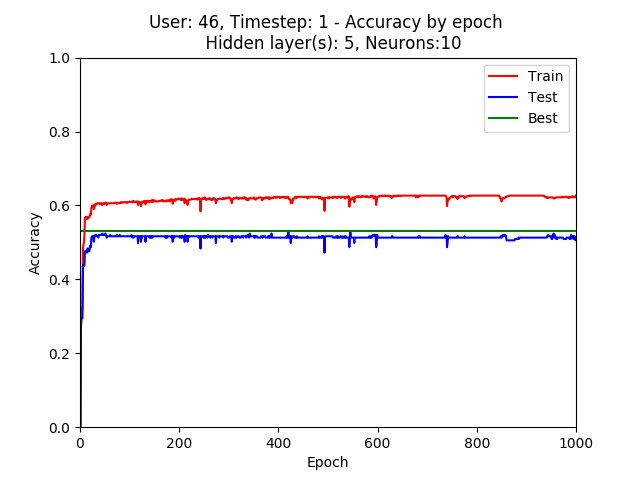 User: 46, Timestep: 1 - Accuracy by epoch
Hidden layer(s): 5, Neurons:10
1.0
0.8
0.6
0.4
0.2
0.0
Accuracy
Train
Test
Best
0 200 400 600 800 1000
Epoch